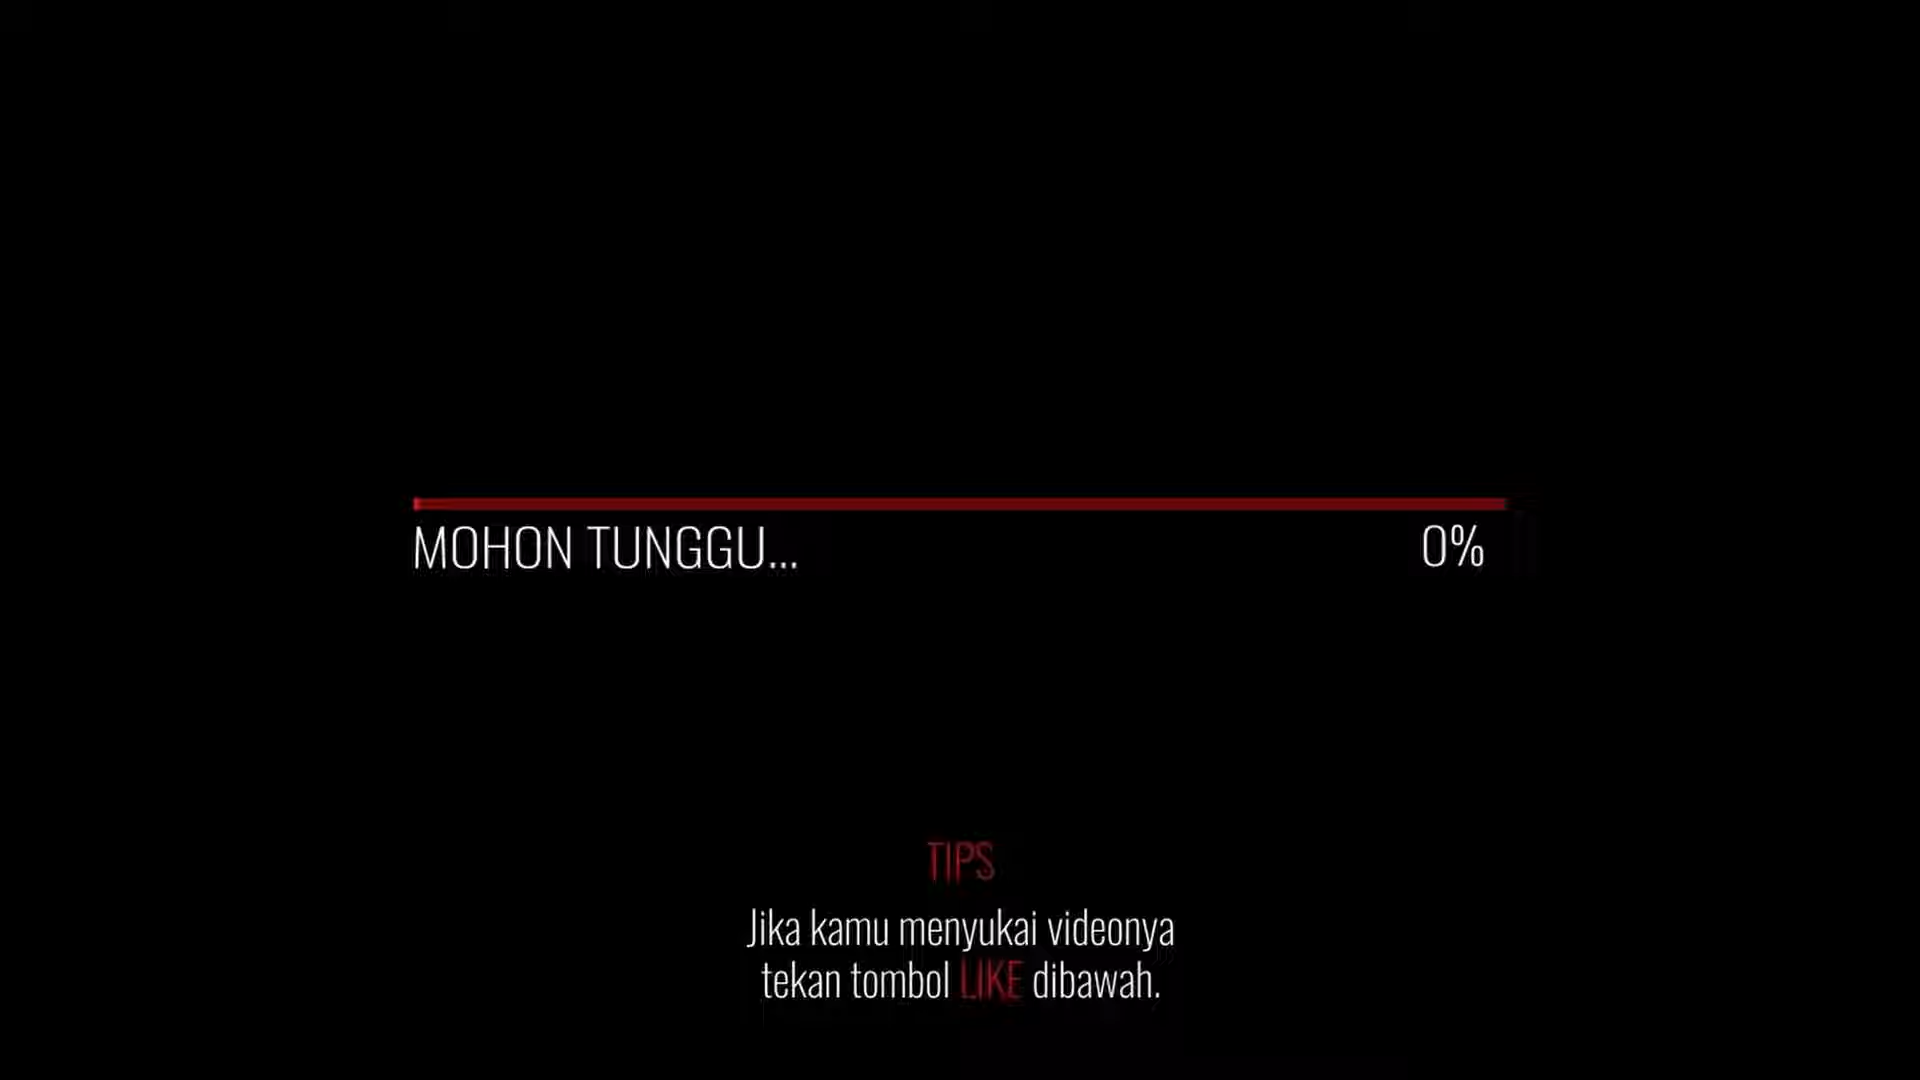 MOHON TUNGGU...
0%
TIPS
Jika kamu menyukai videonya
tekan tombol LIKE dibawah.